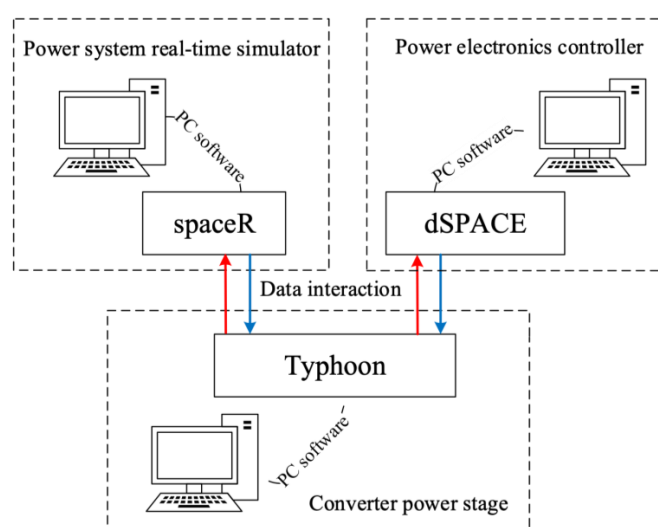 Power system real-time simulator
Power electronics controller
PC software
PC software
spaceR
dSPACE
Data interaction
Typhoon
PC software
Converter power stage